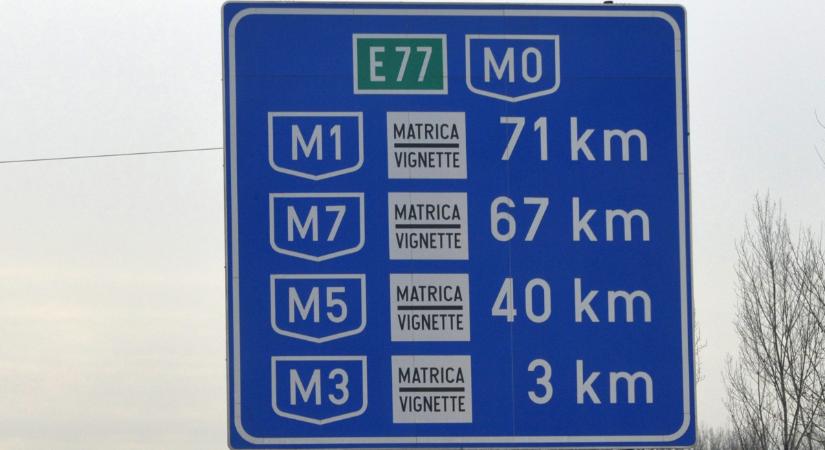 E 77 M0
M1 MATRICA VIGNETTE 71 km
M7 MATRICA VIGNETTE 67 km
M5 MATRICA VIGNETTE 40 km
M3 MATRICA VIGNETTE 3 km